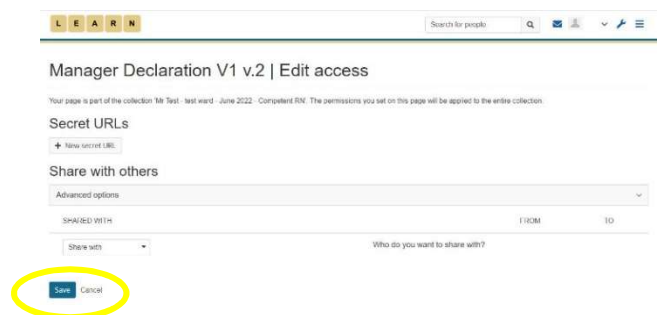 L E A R N
Search for people
Manager Declaration V1 v.2 | Edit access
Your page is part of the collection 'Mr Test - test ward - June 2022 - Competent RN'. The permissions you set on this page will be applied to the entire collection.
Secret URLs
+ New secret URL
Share with others
Advanced options
SHARED WITH FROM TO
Share with Who do you want to share with?
Save Cancel